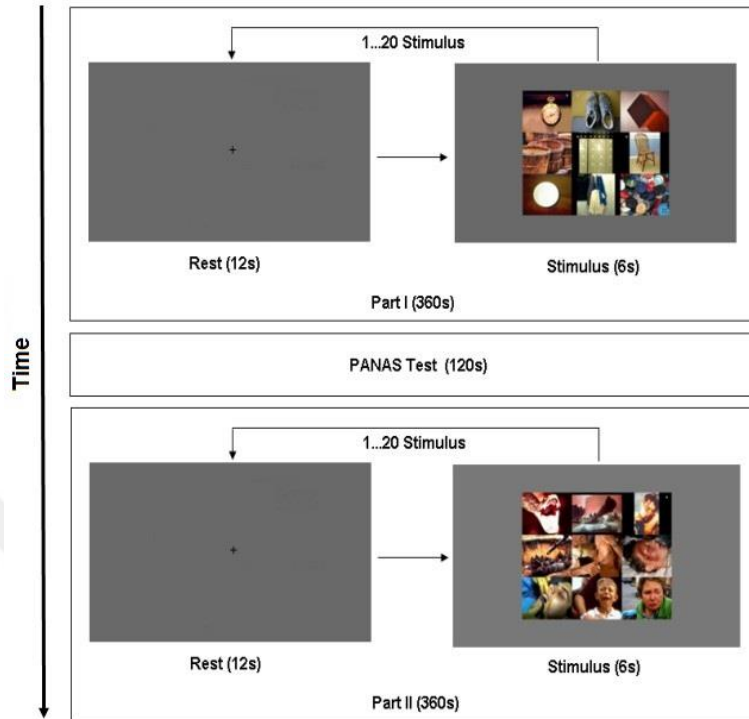 1...20 Stimulus
Rest (12s)
Stimulus (6s)
Part I (360s)
Time
PANAS Test (120s)
1...20 Stimulus
Rest (12s)
Stimulus (6s)
Part II (360s)